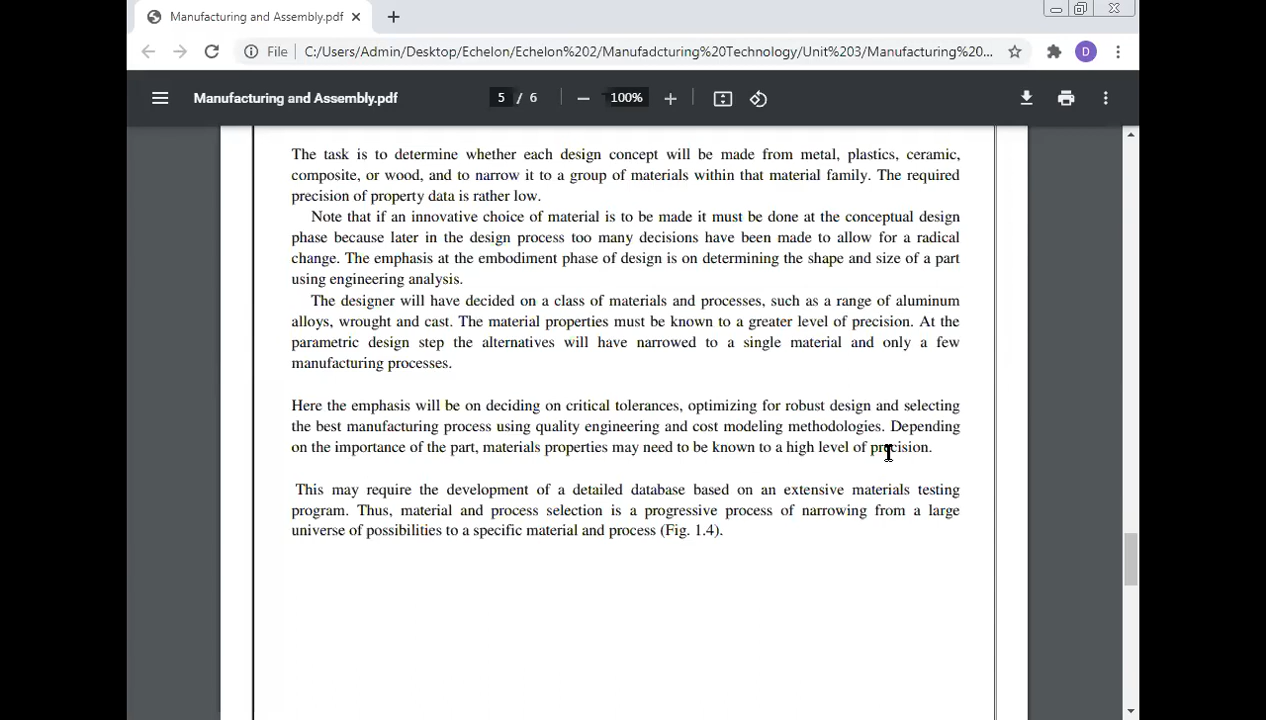 Manufacturing and Assembly.pdf
File C:/Users/Admin/Desktop/Echelon/Echelon%202/Manufadcturing%20Technology/Unit%203/Manufacturing%20... D
Manufacturing and Assembly.pdf 5 / 6 100%
The task is to determine whether each design concept will be made from metal, plastics, ceramic,
composite, or wood, and to narrow it to a group of materials within that material family. The required
precision of property data is rather low.
Note that if an innovative choice of material is to be made it must be done at the conceptual design
phase because later in the design process too many decisions have been made to allow for a radical
change. The emphasis at the embodiment phase of design is on determining the shape and size of a part
using engineering analysis.
The designer will have decided on a class of materials and processes, such as a range of aluminum
alloys, wrought and cast. The material properties must be known to a greater level of precision. At the
parametric design step the alternatives will have narrowed to a single material and only a few
manufacturing processes.
Here the emphasis will be on deciding on critical tolerances, optimizing for robust design and selecting
the best manufacturing process using quality engineering and cost modeling methodologies. Depending
on the importance of the part, materials properties may need to be known to a high level of precision.
This may require the development of a detailed database based on an extensive materials testing
program. Thus, material and process selection is a progressive process of narrowing from a large
universe of possibilities to a specific material and process (Fig. 1.4).